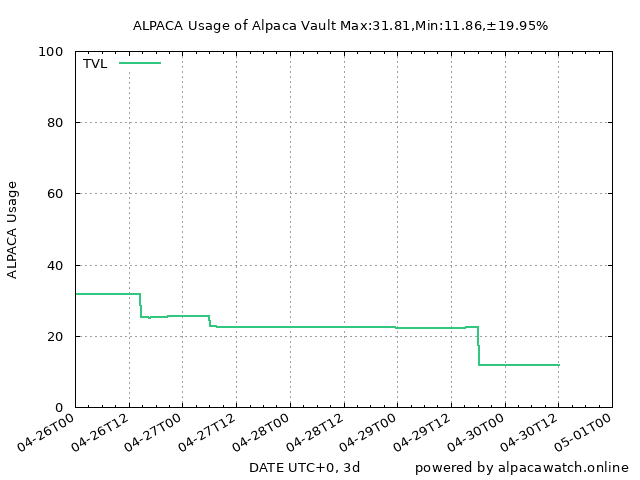 ALPACA Usage of Alpaca Vault Max:31.81,Min:11.86,±19.95%
TVL
100
80
60
40
20
0
ALPACA Usage
04-26T00
04-26T12
04-27T00
04-27T12
04-28T00
04-28T12
04-29T00
04-29T12
04-30T00
04-30T12
05-01T00
DATE UTC+0, 3d
powered by alpacawatch.online